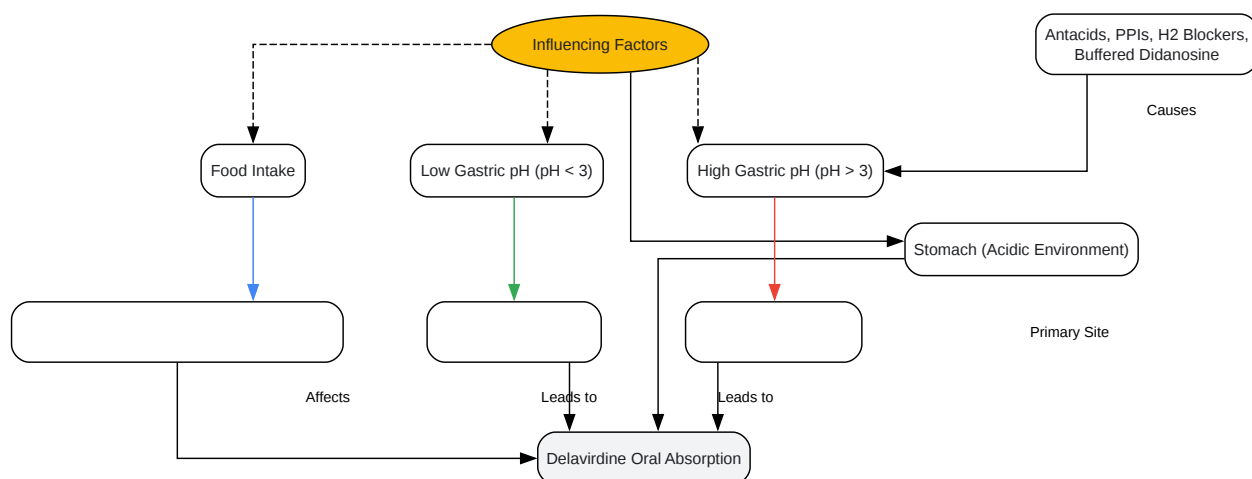 Antacids, PPIs, H2 Blockers,
Buffered Didanosine
Influencing Factors
Causes
Food Intake
Low Gastric pH (pH < 3)
High Gastric pH (pH > 3)
Stomach (Acidic Environment)
Primary Site
Affects
Leads to
Leads to
Delavirdine Oral Absorption